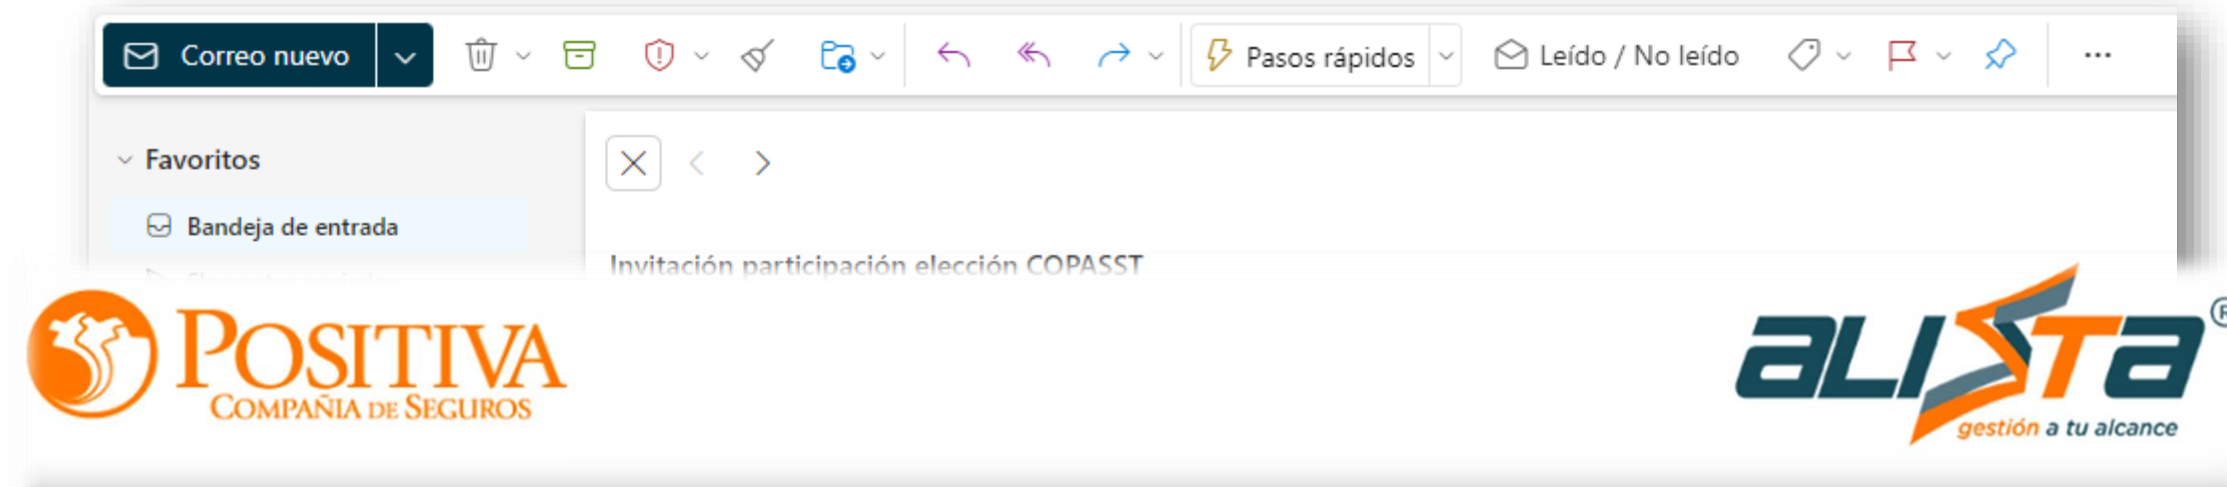 Correo nuevo
Pasos rápidos
Leído / No leído
Favoritos
Bandeja de entrada
Invitación participación elección COPASST
POSITIVA
COMPAÑIA DE SEGUROS
aLISTa®
gestión a tu alcance